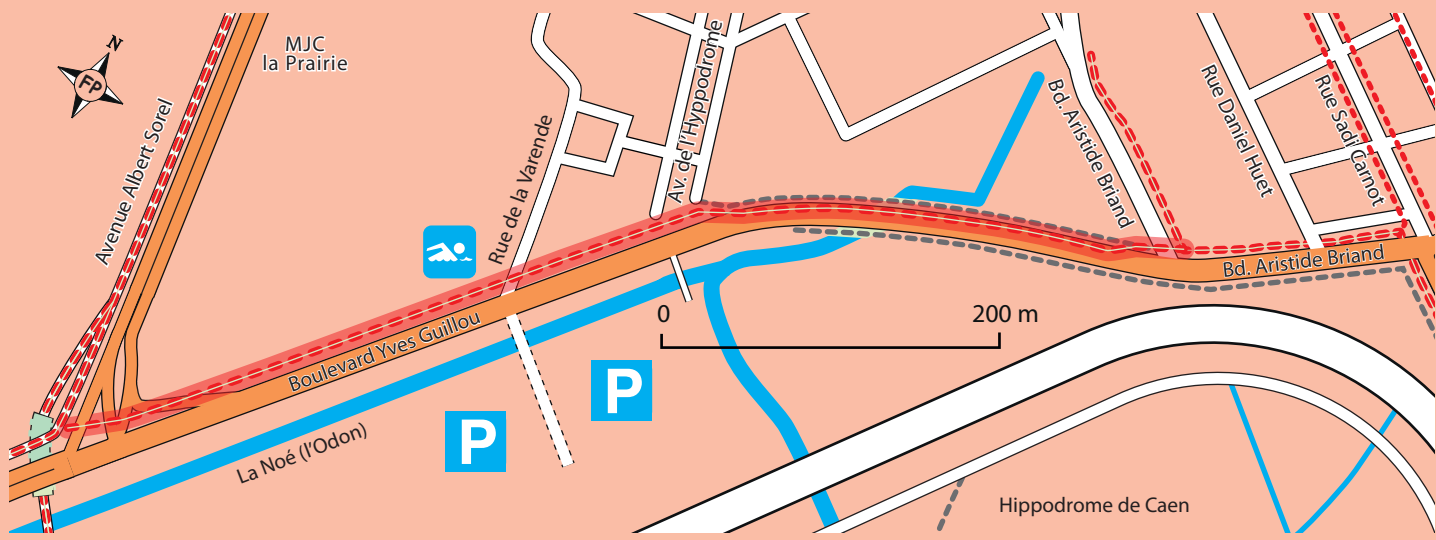 N
FP
MJC
la Prairie
Avenue Albert Sorel
Rue de la Varende
Av. de l'Hyppodrome
Bd. Aristide Briand
Rue Daniel Huet
Rue Sadi Carnot
Bd. Aristide Briand
Boulevard Yves Guillou
0
200 m
P
P
La Noé (l'Odon)
Hippodrome de Caen